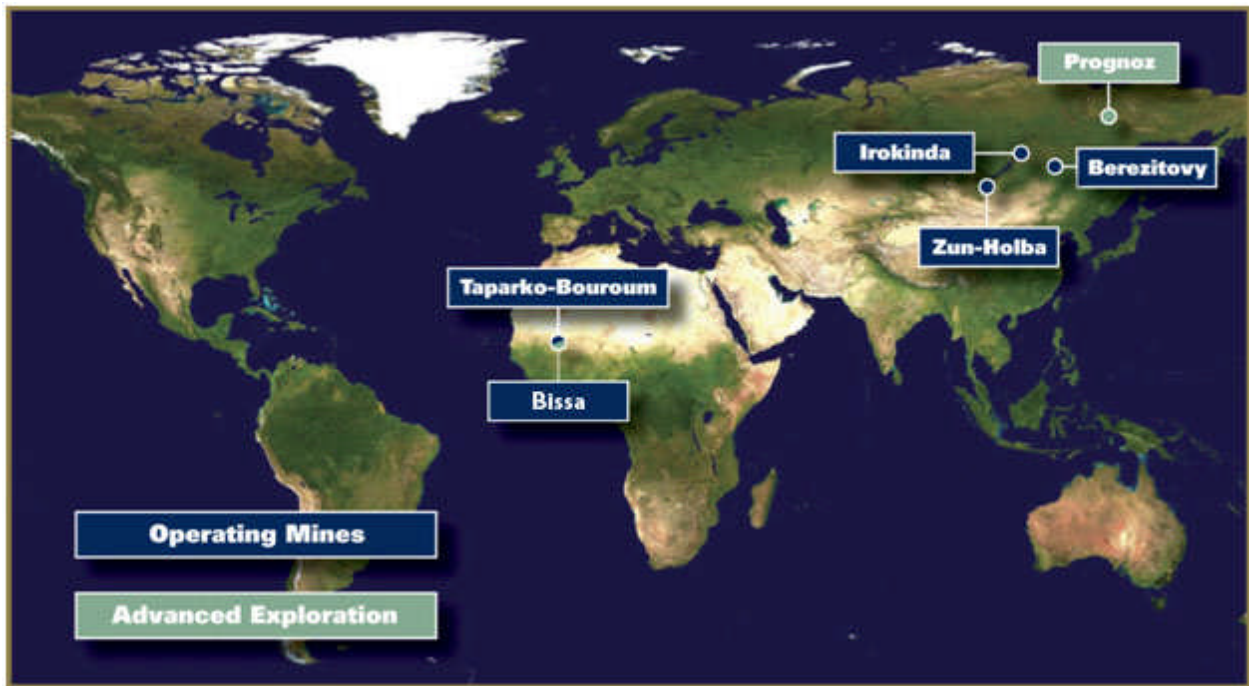 Prognoz
Irokinda
Berezitovy
Zun-Holba
Taparko-Bouroum
Bissa
Operating Mines
Advanced Exploration